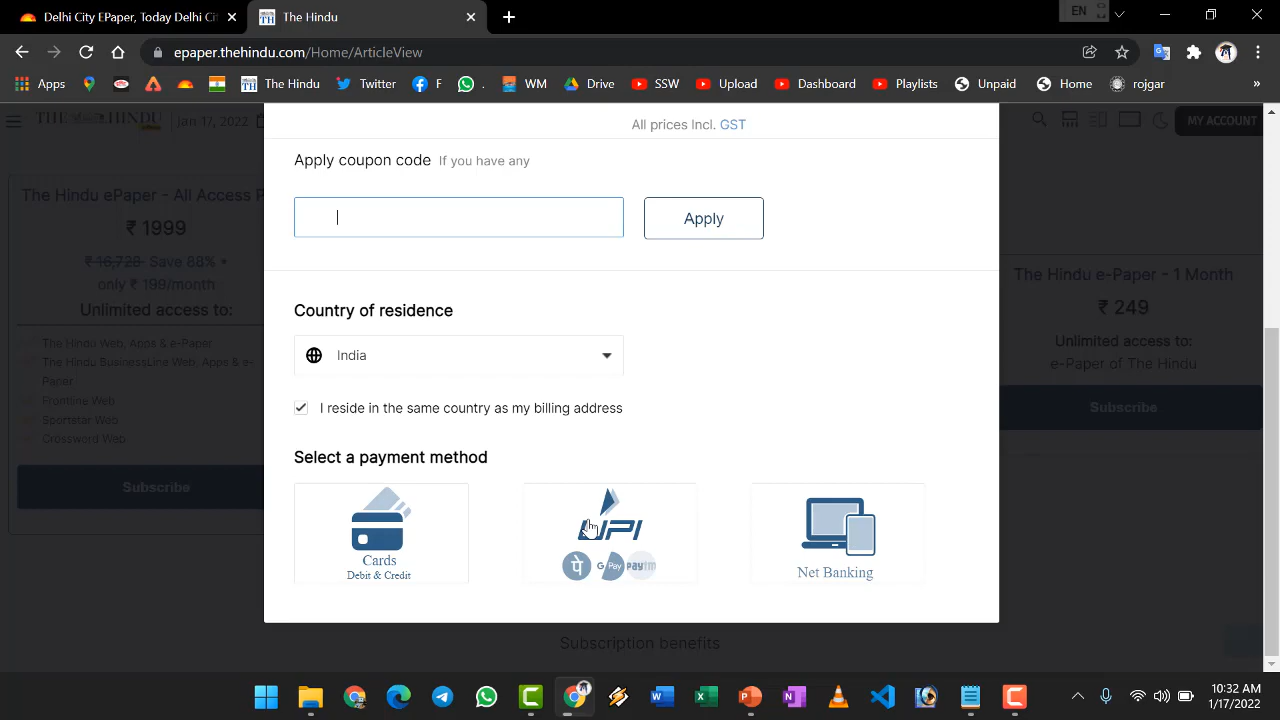 Delhi City EPaper, Today Delhi Cit
The Hindu
EN
epaper.thehindu.com/Home/ArticleView
Apps The Hindu Twitter F . WM Drive SSW Upload Dashboard Playlists Unpaid Home rojgar »
THE HINDU Jan 17, 2022 MY ACCOUNT
All prices Incl. GST
Apply coupon code If you have any
Apply
The Hindu ePaper - All Access P
₹ 1999
₹ 16,728 Save 88% *
only ₹ 199/month
Unlimited access to:
The Hindu Web, Apps & e-Paper
The Hindu BusinessLine Web, Apps & e-
Paper
Frontline Web
Sportstar Web
Crossword Web
Subscribe
Country of residence
India
I reside in the same country as my billing address
Select a payment method
Cards
Debit & Credit
UPI
पे G Pay paytm
Net Banking
The Hindu e-Paper - 1 Month
₹ 249
Unlimited access to:
e-Paper of The Hindu
Subscribe
Subscription benefits
10:32 AM
1/17/2022